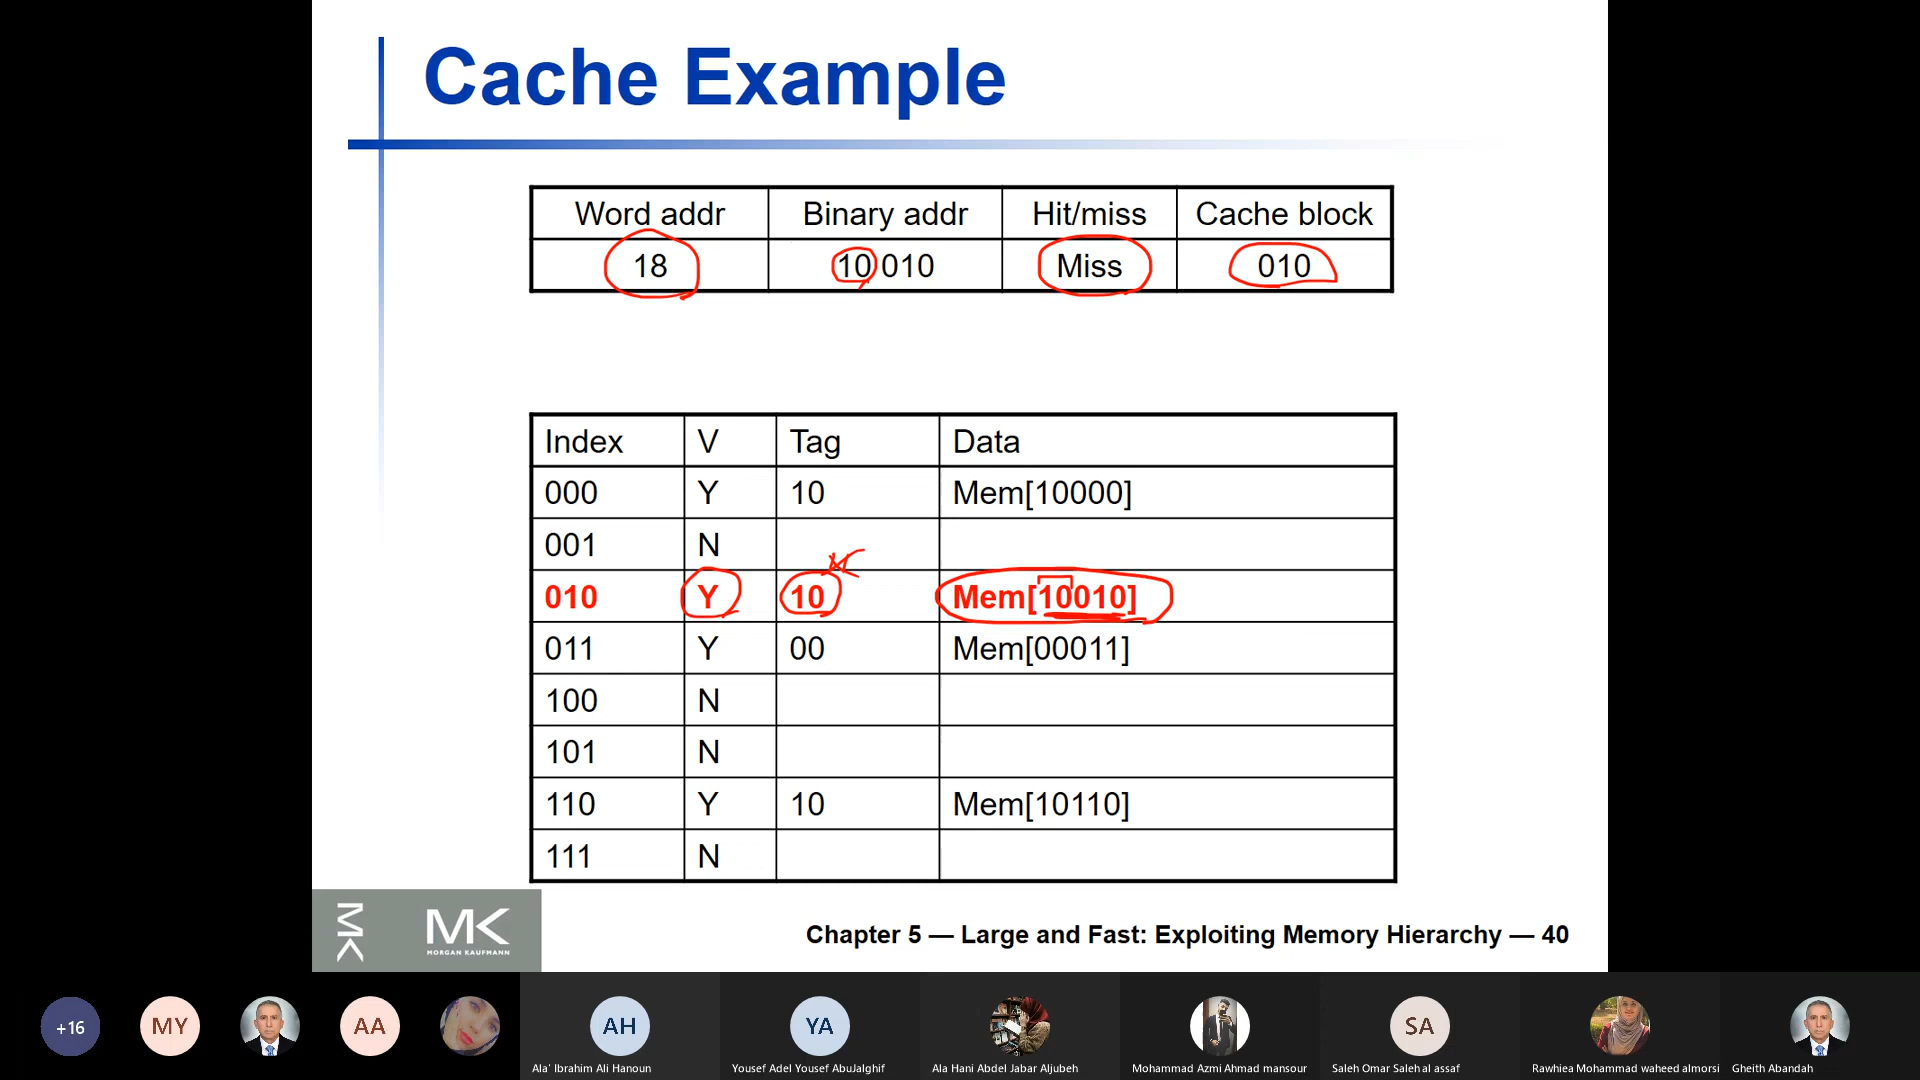 Cache Example
Word addr Binary addr Hit/miss Cache block
18 10 010 Miss 010
Index V Tag Data
000 Y 10 Mem[10000]
001 N
010 Y 10 Mem[10010]
011 Y 00 Mem[00011]
100 N
101 N
110 Y 10 Mem[10110]
111 N
MK
MK
MORGAN KAUFMANN
Chapter 5 — Large and Fast: Exploiting Memory Hierarchy — 40
+16 MY AA AH YA SA
Ala' Ibrahim Ali Hanoun Yousef Adel Yousef AbuJalghif Ala Hani Abdel Jabar Aljubeh Mohammad Azmi Ahmad mansour Saleh Omar Saleh al assaf Rawhiea Mohammad waheed almorsi Gheith Abandah